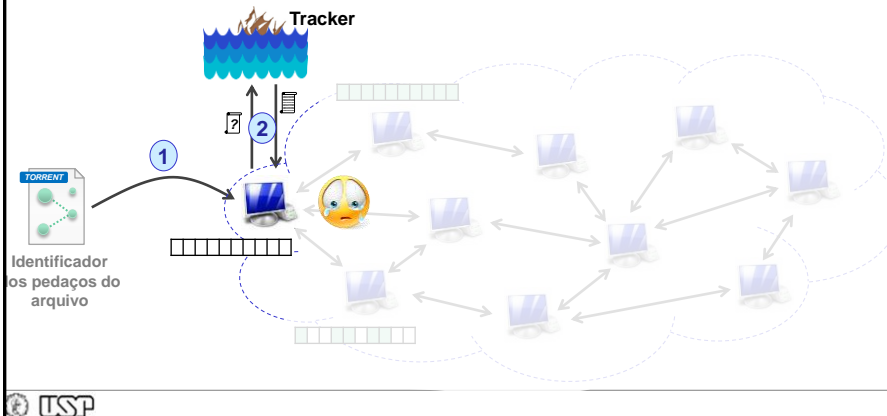 Tracker
?
2
1
TORRENT
Identificador
dos pedaços do
arquivo
USP